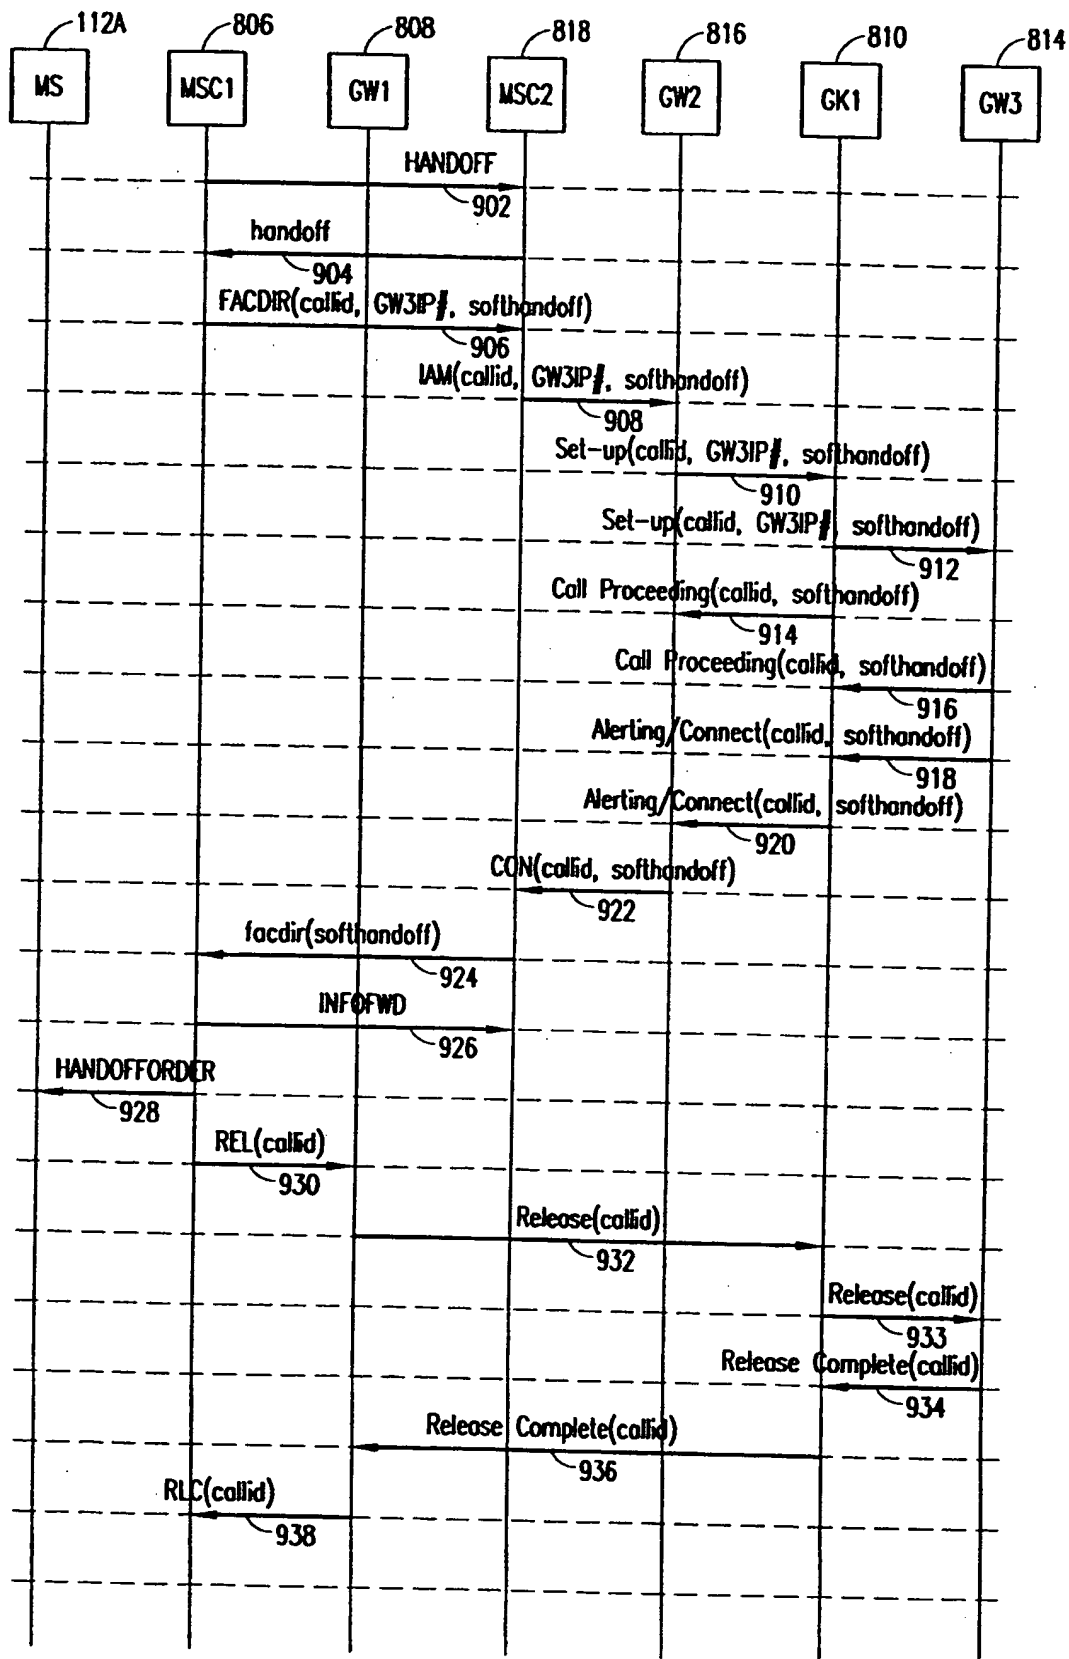 112A 806 808 818 816 810 814
MS MSC1 GW1 MSC2 GW2 GK1 GW3
HANDOFF
902
handoff
904
FACDIR(callid, GW3IP#, softhandoff)
906
IAM(callid, GW3IP#, softhandoff)
908
Set-up(callid, GW3IP#, softhandoff)
910
Set-up(callid, GW3IP# softhandoff)
912
Call Proceeding(callid, softhandoff)
914
Call Proceeding(callid, softhandoff)
916
Alerting/Connect(callid, softhandoff)
918
Alerting/Connect(callid, softhandoff)
920
CON(callid, softhandoff)
922
facdir(softhandoff)
924
INFOFWD
926
HANDOFFORDER
928
REL(callid)
930
Release(callid)
932
Release(callid)
933
Release Complete(callid)
934
Release Complete(callid)
936
RLC(callid)
938